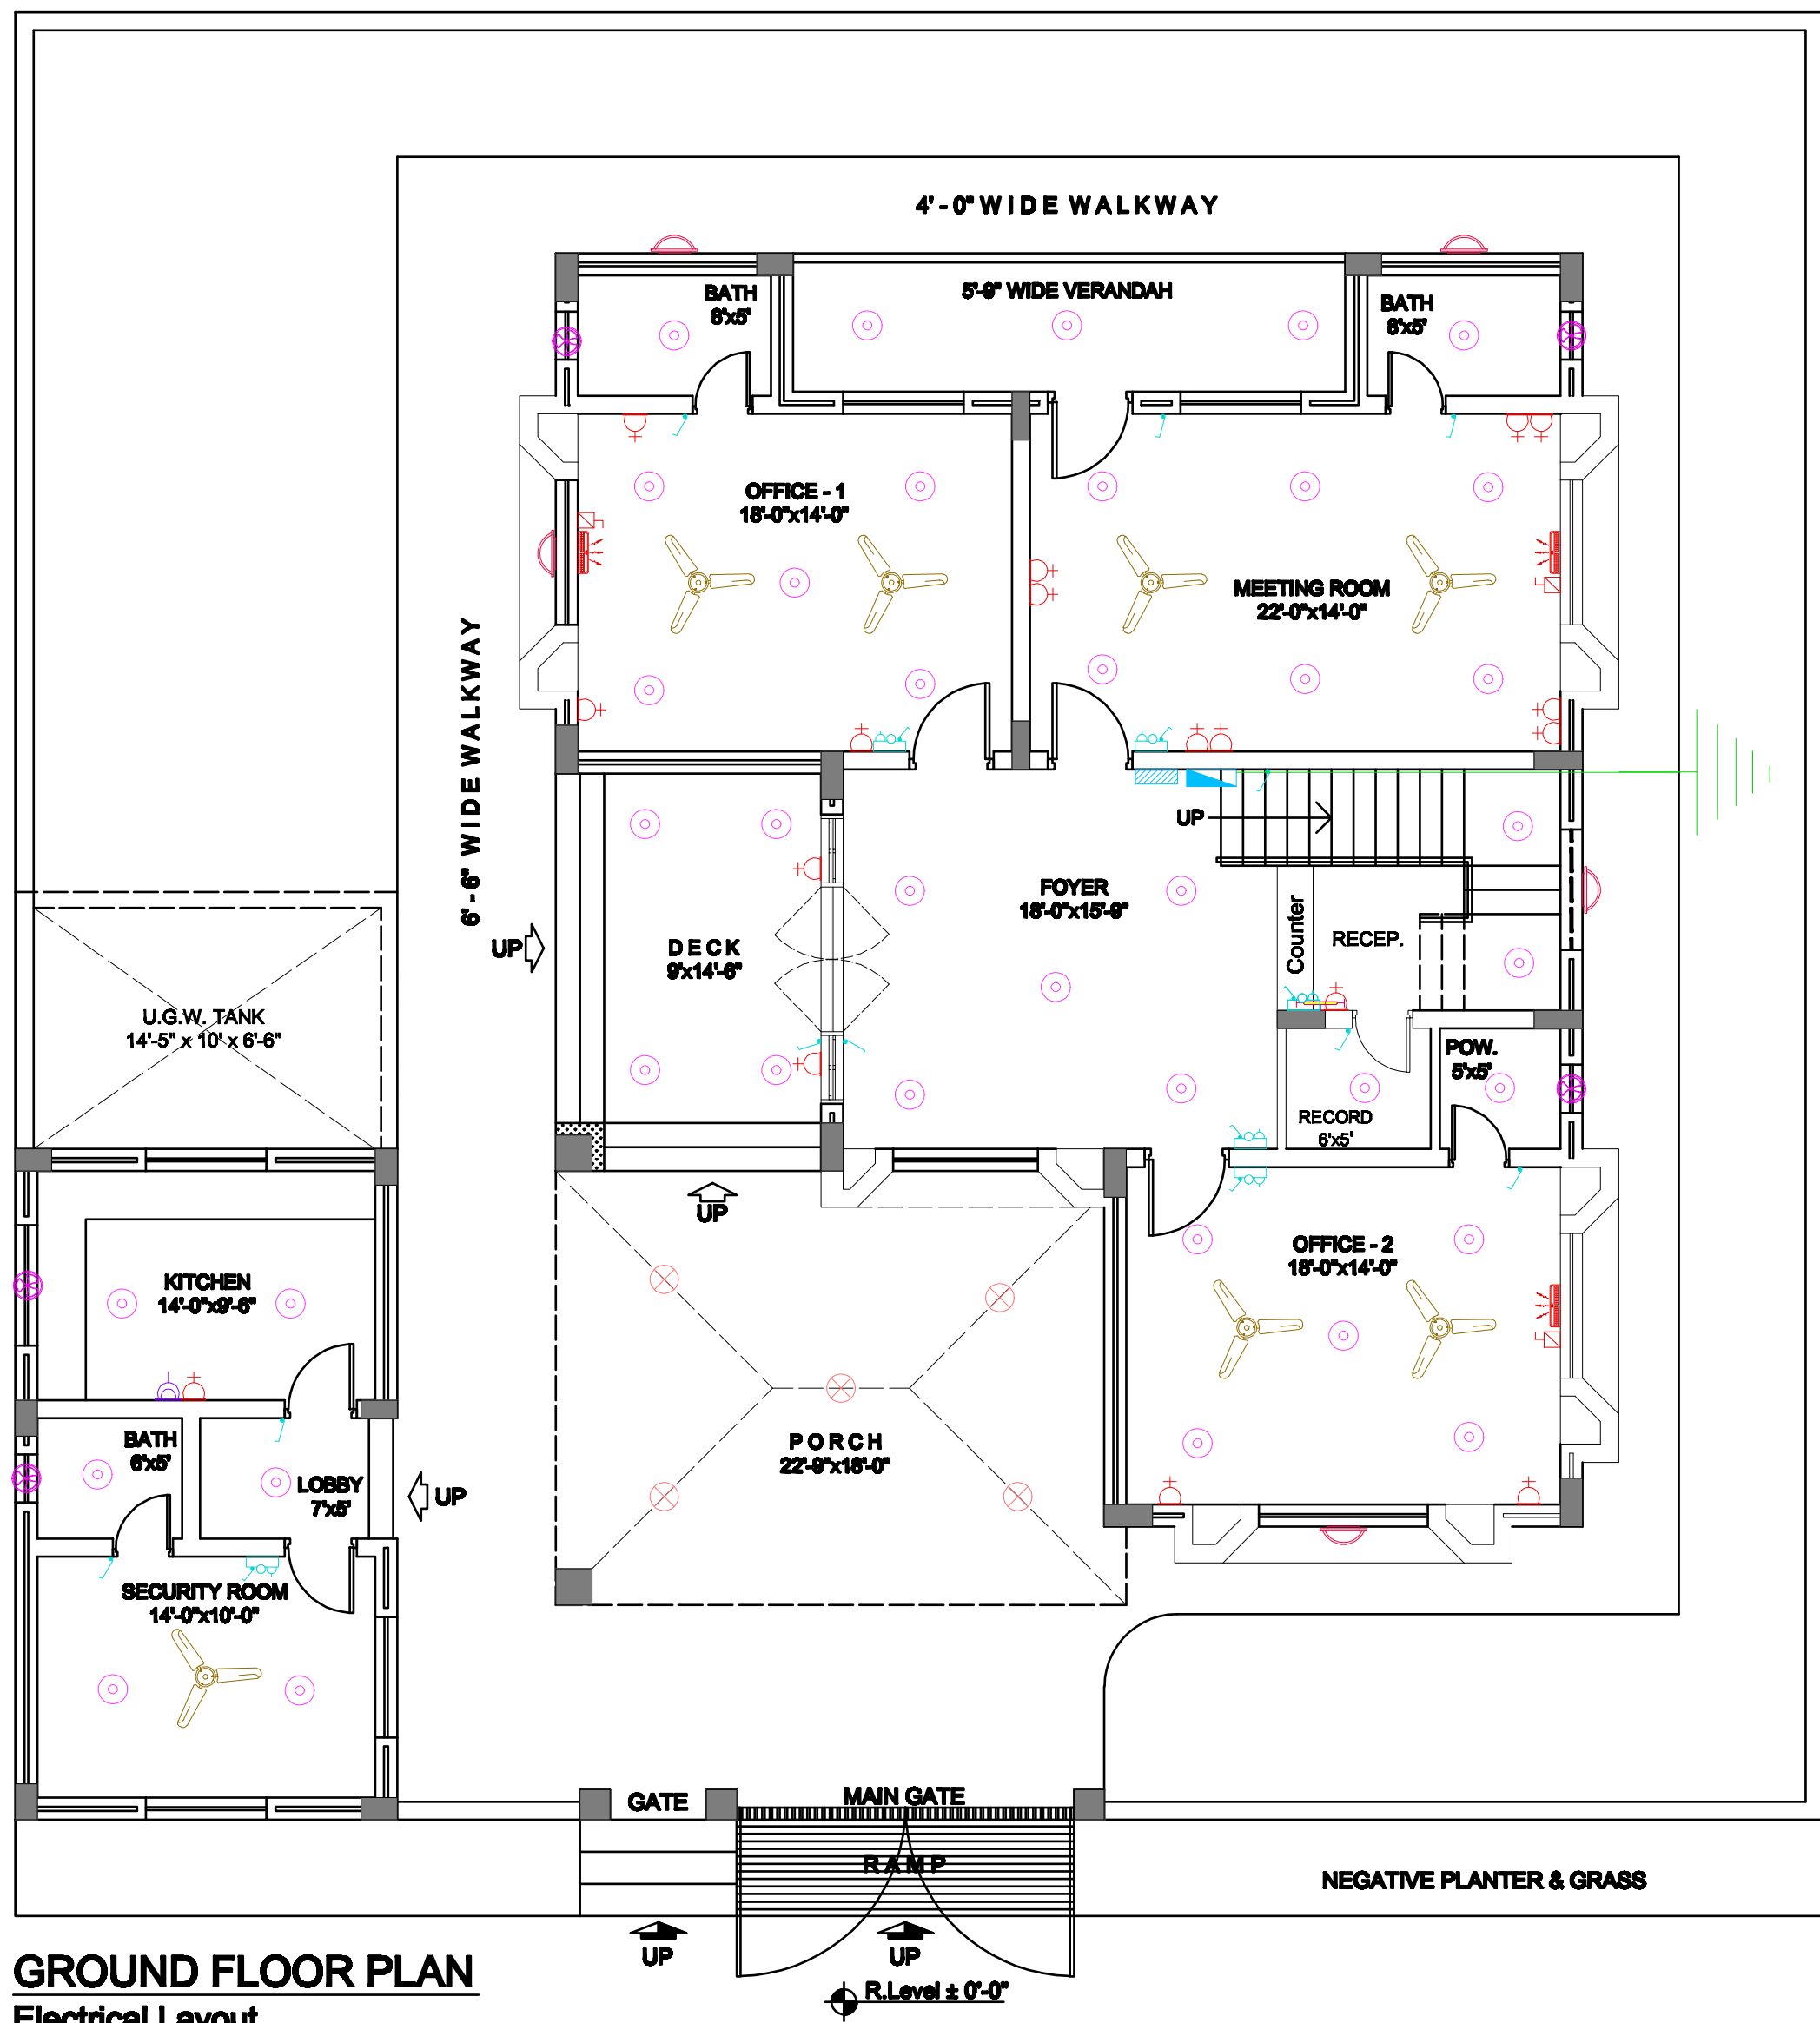 4'-0" WIDE WALKWAY
BATH
8'x5'
5'-9" WIDE VERANDAH
BATH
8'x5'
OFFICE - 1
18'-0"x14'-0"
MEETING ROOM
22'-0"x14'-0"
6'-6" WIDE WALKWAY
UP
FOYER
18'-0"x15'-9"
Counter
RECEP.
UP
DECK
9'x14'-6"
U.G.W. TANK
14'-5" x 10' x 6'-6"
POW.
5'x5'
RECORD
6'x5'
UP
OFFICE - 2
18'-0"x14'-0"
KITCHEN
14'-0"x9'-6"
BATH
6'x5'
LOBBY
7'x5'
UP
PORCH
22'-9"x18'-0"
SECURITY ROOM
14'-0"x10'-0"
GATE
MAIN GATE
RAMP
NEGATIVE PLANTER & GRASS
UP
UP
R.Level ± 0'-0"
GROUND FLOOR PLAN
Electrical Layout